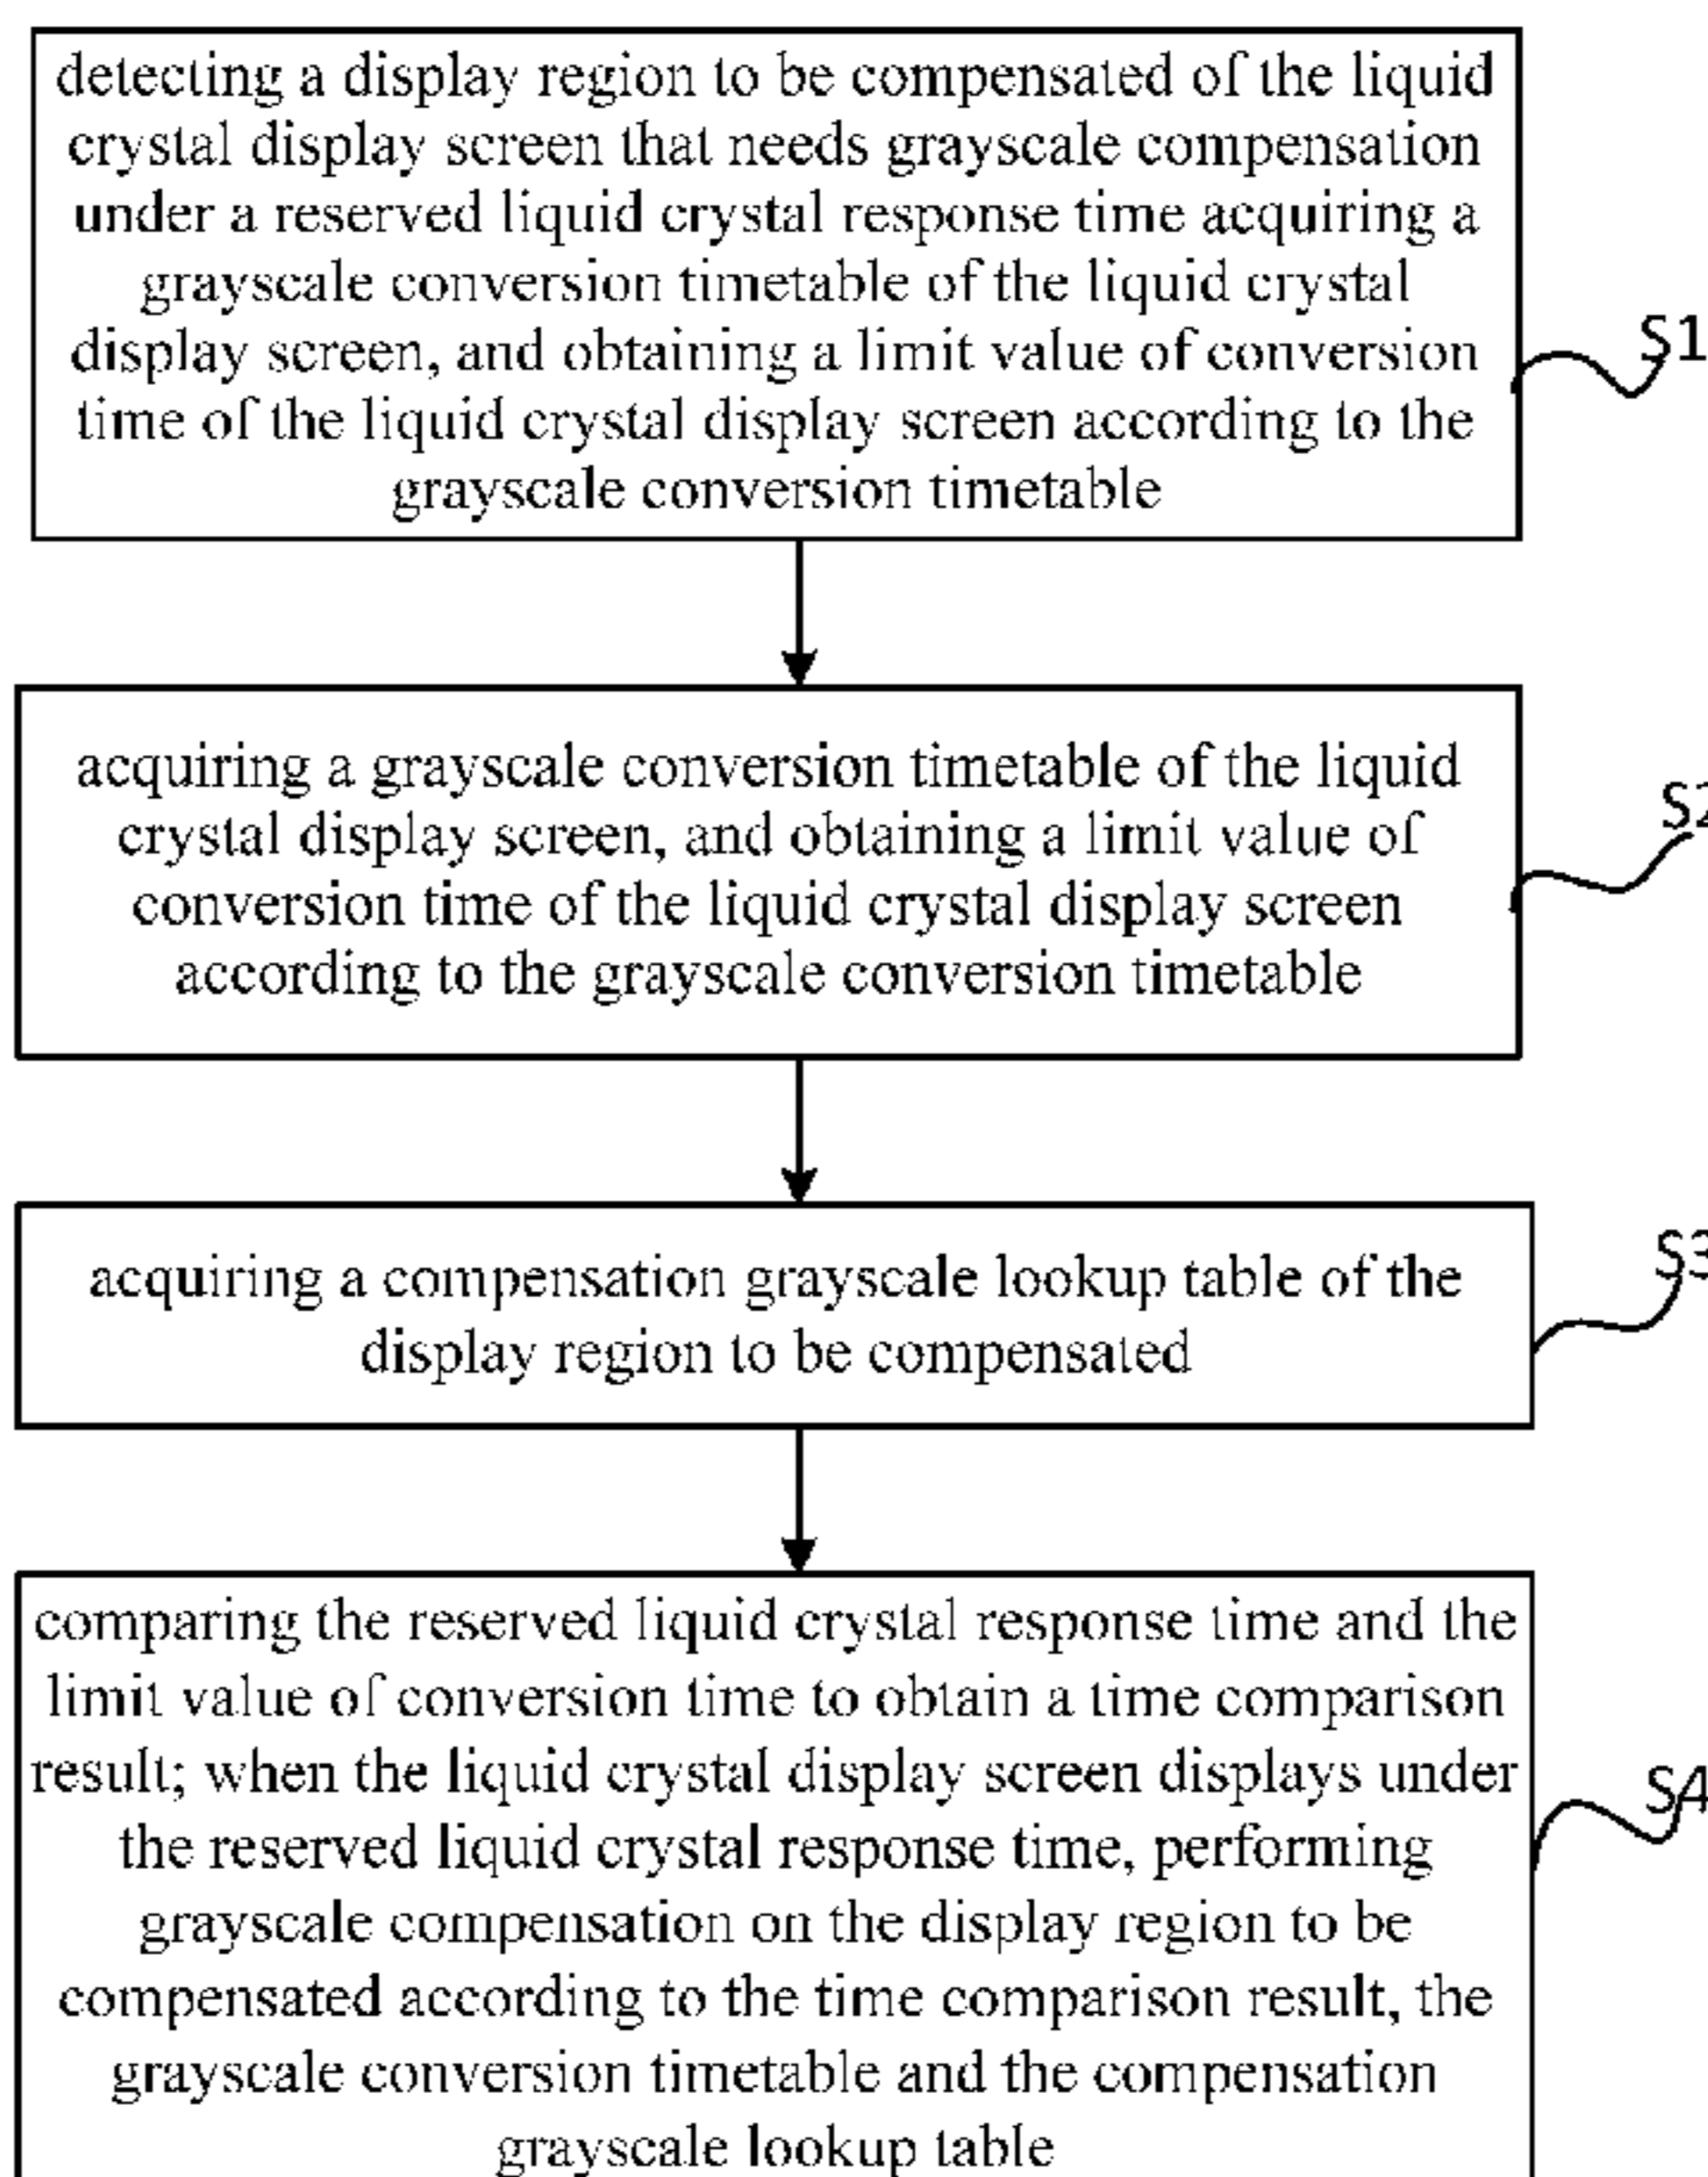 detecting a display region to be compensated of the liquid
crystal display screen that needs grayscale compensation
under a reserved liquid crystal response time acquiring a
grayscale conversion timetable of the liquid crystal
display screen, and obtaining a limit value of conversion
time of the liquid crystal display screen according to the
grayscale conversion timetable
S1
acquiring a grayscale conversion timetable of the liquid
crystal display screen, and obtaining a limit value of
conversion time of the liquid crystal display screen
according to the grayscale conversion timetable
S2
acquiring a compensation grayscale lookup table of the
display region to be compensated
S3
comparing the reserved liquid crystal response time and the
limit value of conversion time to obtain a time comparison
result; when the liquid crystal display screen displays under
the reserved liquid crystal response time, performing
grayscale compensation on the display region to be
compensated according to the time comparison result, the
grayscale conversion timetable and the compensation
grayscale lookup table
S4